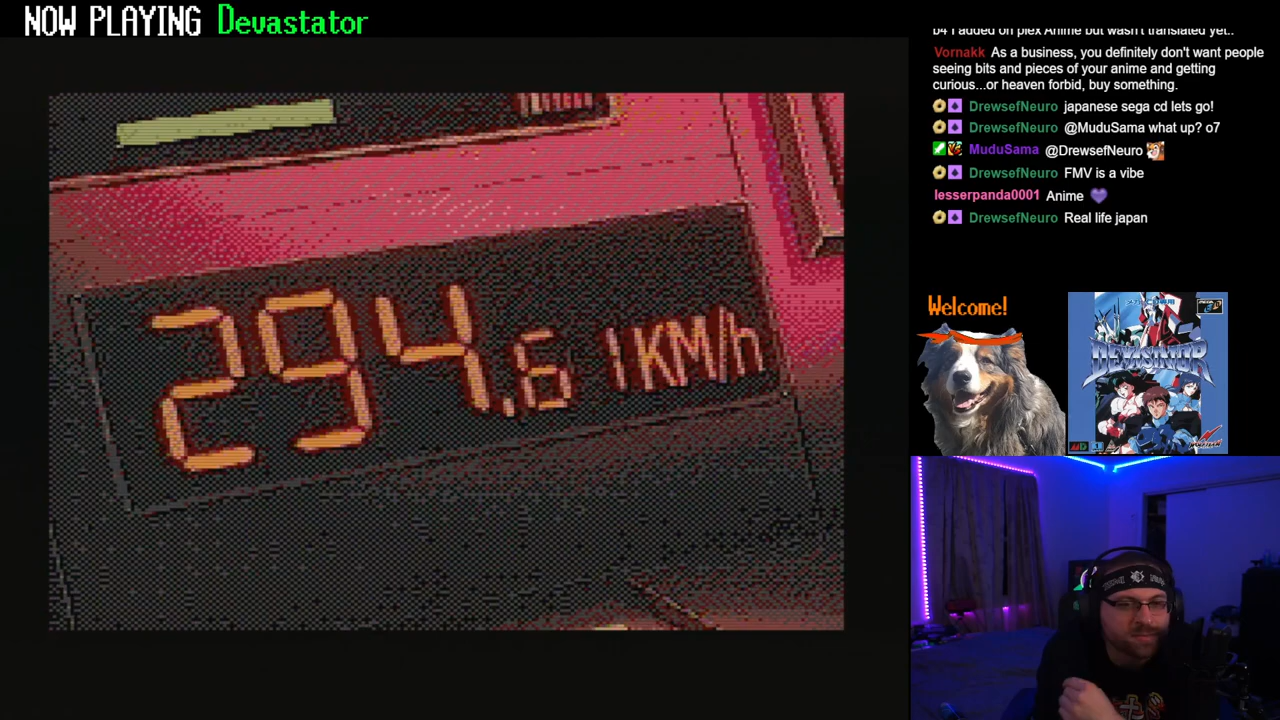 NOW PLAYING Devastator
b4 I added on plex Anime but wasn't translated yet..
Vornakk As a business, you definitely don't want people
seeing bits and pieces of your anime and getting
curious...or heaven forbid, buy something.
DrewsefNeuro japanese sega cd lets go!
DrewsefNeuro @MuduSama what up? o7
MuduSama @DrewsefNeuro
DrewsefNeuro FMV is a vibe
lesserpanda0001 Anime
DrewsefNeuro Real life japan
294.6 1KM/h
Welcome!